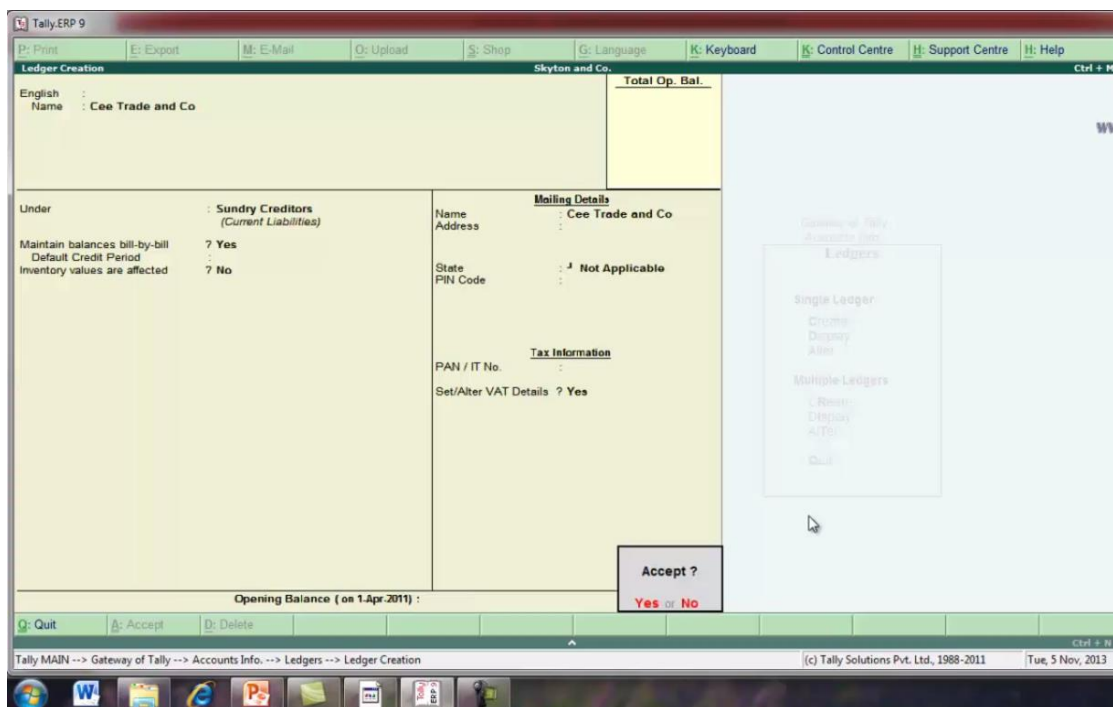 Tally.ERP 9
P: Print E: Export M: E-Mail O: Upload S: Shop G: Language K: Keyboard K: Control Centre H: Support Centre H: Help
Ledger Creation Skyton and Co. Ctrl + M
English :
Name : Cee Trade and Co
Total Op. Bal.
Under : Sundry Creditors
(Current Liabilities)
Maintain balances bill-by-bill ? Yes
Default Credit Period :
Inventory values are affected ? No
Mailing Details
Name : Cee Trade and Co
Address :
State : ┘ Not Applicable
PIN Code :
Tax Information
PAN / IT No. :
Set/Alter VAT Details ? Yes
Gateway of Tally
Accounts Info.
Ledgers
Single Ledger
Create
Display
Alter
Multiple Ledgers
Display
Quit
Accept ?
Yes or No
Opening Balance ( on 1-Apr-2011) :
Q: Quit A: Accept D: Delete
Ctrl + N
Tally MAIN --> Gateway of Tally --> Accounts Info. --> Ledgers --> Ledger Creation (c) Tally Solutions Pvt. Ltd., 1988-2011 Tue, 5 Nov, 2013